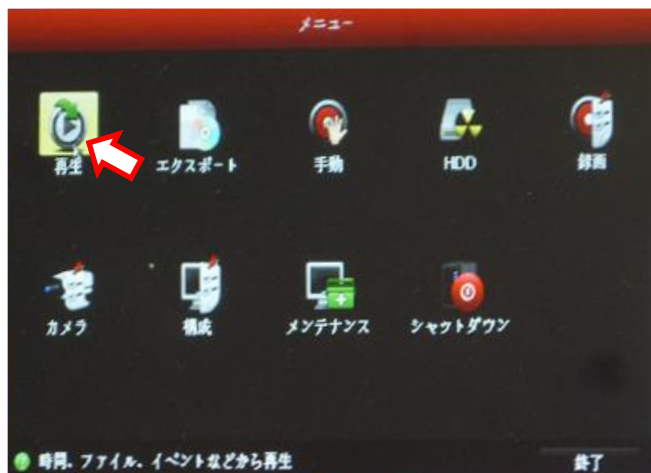 メニュー
再生 エクスポート 手動 HDD 録画
カメラ 構成 メンテナンス シャットダウン
時間、ファイル、イベントなどから再生 終了